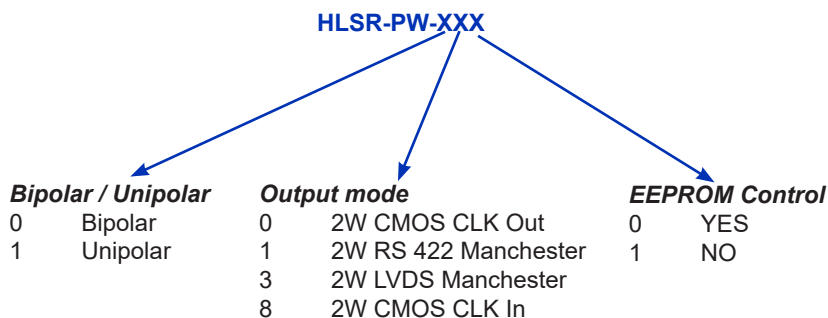 HLSR-PW-XXX
Bipolar / Unipolar
0 Bipolar
1 Unipolar
Output mode
0 2W CMOS CLK Out
1 2W RS 422 Manchester
3 2W LVDS Manchester
8 2W CMOS CLK In
EEPROM Control
0 YES
1 NO